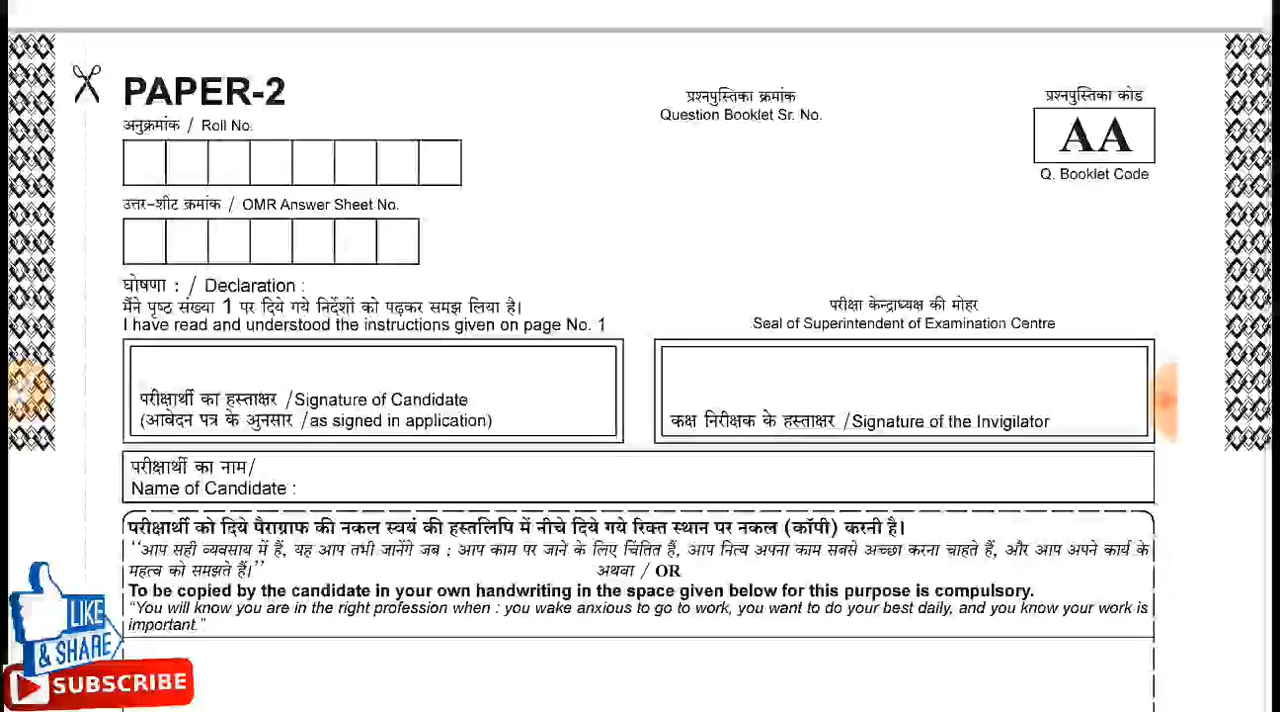 PAPER-2
अनुक्रमांक / Roll No.
प्रश्नपुस्तिका क्रमांक
Question Booklet Sr. No.
प्रश्नपुस्तिका कोड
AA
Q. Booklet Code
उत्तर-शीट क्रमांक / OMR Answer Sheet No.
घोषणा : / Declaration :
मैंने पृष्ठ संख्या 1 पर दिये गये निर्देशों को पढ़कर समझ लिया है।
I have read and understood the instructions given on page No. 1
परीक्षा केन्द्राध्यक्ष की मोहर
Seal of Superintendent of Examination Centre
परीक्षार्थी का हस्ताक्षर /Signature of Candidate
(आवेदन पत्र के अुनसार /as signed in application)
कक्ष निरीक्षक के हस्ताक्षर /Signature of the Invigilator
परीक्षार्थी का नाम/
Name of Candidate :
परीक्षार्थी को दिये पैराग्राफ की नकल स्वयं की हस्तलिपि में नीचे दिये गये रिक्त स्थान पर नकल (कॉपी) करनी है।
‘‘आप सही व्यवसाय में हैं, यह आप तभी जानेंगे जब : आप काम पर जाने के लिए चिंतित हैं, आप नित्य अपना काम सबसे अच्छा करना चाहते हैं, और आप अपने कार्य के
महत्व को समझते हैं।’’ अथवा / OR
To be copied by the candidate in your own handwriting in the space given below for this purpose is compulsory.
“You will know you are in the right profession when : you wake anxious to go to work, you want to do your best daily, and you know your work is
important.”
LIKE
& SHARE
SUBSCRIBE